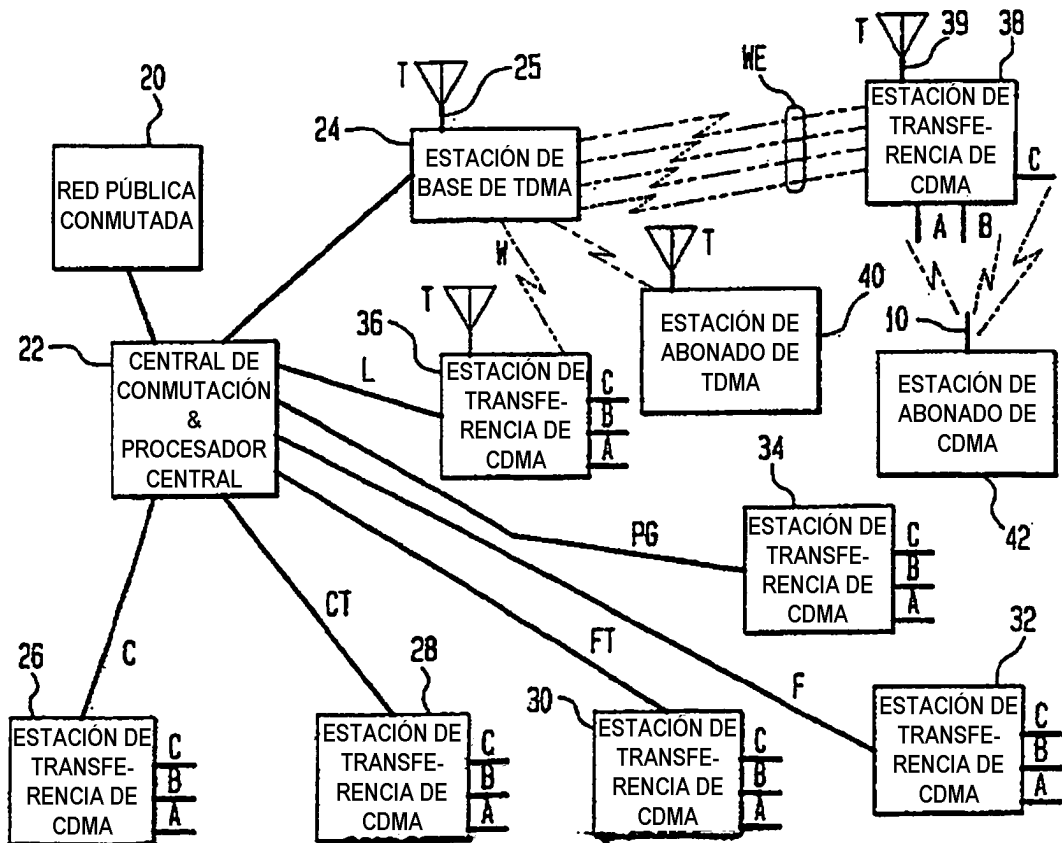 20
RED PÚBLICA
CONMUTADA
24
T
25
ESTACIÓN DE
BASE DE TDMA
WE
T
39
38
ESTACIÓN DE
TRANSFE-
RENCIA DE
CDMA
C
A
B
W
T
40
ESTACIÓN DE
ABONADO DE
TDMA
10
ESTACIÓN DE
ABONADO DE
CDMA
42
22
CENTRAL DE
CONMUTACIÓN
&
PROCESADOR
CENTRAL
L
36
T
ESTACIÓN DE
TRANSFE-
RENCIA DE
CDMA
C
B
A
PG
34
ESTACIÓN DE
TRANSFE-
RENCIA DE
CDMA
C
B
A
C
26
ESTACIÓN DE
TRANSFE-
RENCIA DE
CDMA
C
B
A
CT
28
ESTACIÓN DE
TRANSFE-
RENCIA DE
CDMA
C
B
A
FT
30
ESTACIÓN DE
TRANSFE-
RENCIA DE
CDMA
C
B
A
F
32
ESTACIÓN DE
TRANSFE-
RENCIA DE
CDMA
C
B
A